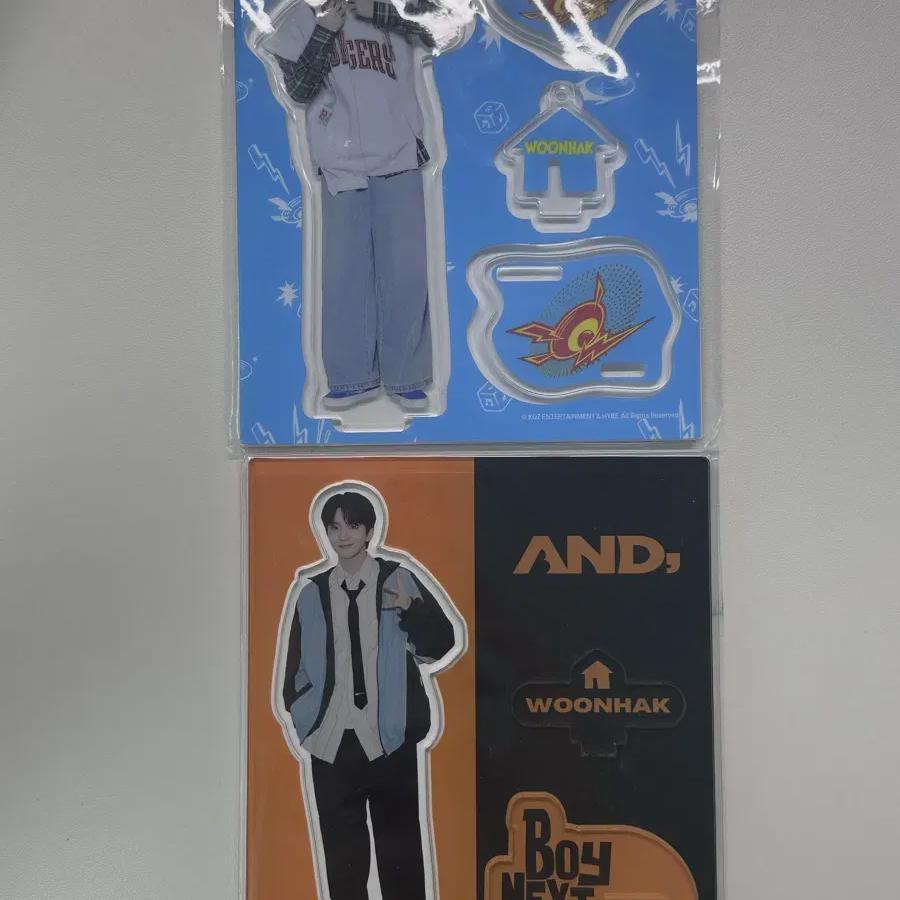 WOONHAK
© KOZ ENTERTAINMENT & HYBE. All Rights Reserved.
AND,
WOONHAK
BOY
NEXT